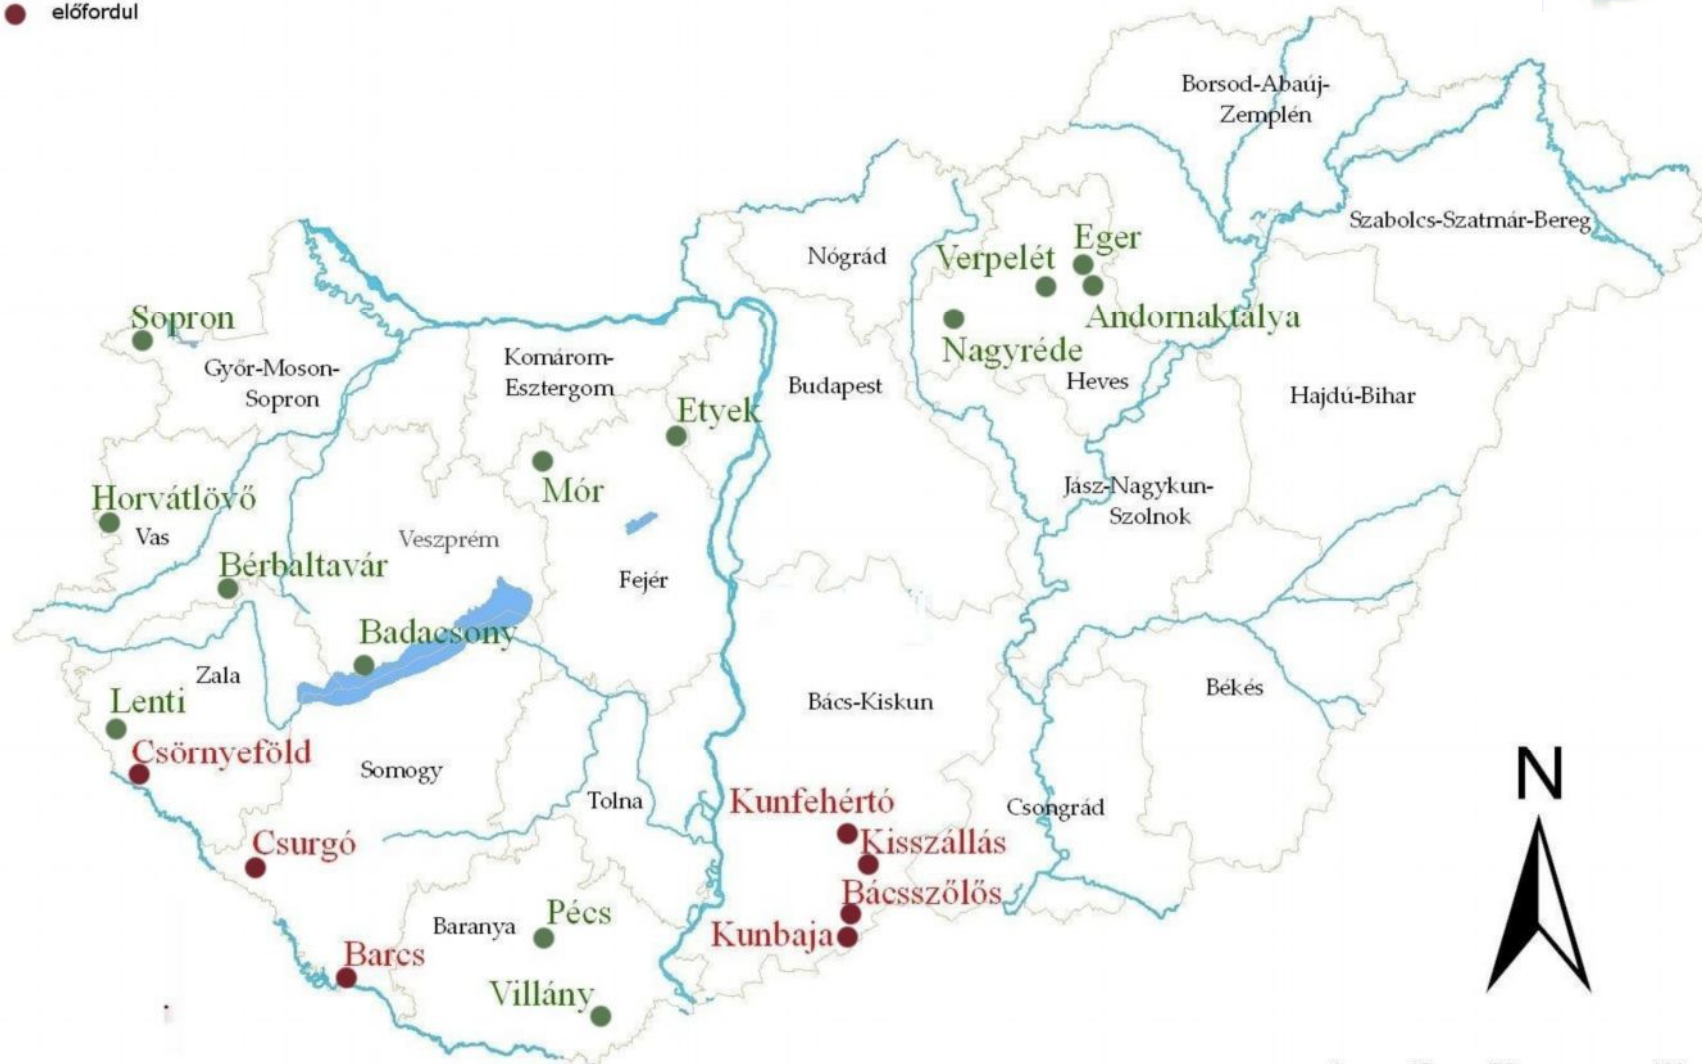 előfordul
Borsod-Abaúj-
Zemplén
Szabolcs-Szatmár-Bereg
Nógrád
Verpelét
Eger
Andornaktálya
Nagyréde
Heves
Hajdú-Bihar
Sopron
Győr-Moson-
Sopron
Komárom-
Esztergom
Budapest
Etyek
Mór
Horvátlövő
Vas
Veszprém
Jász-Nagykun-
Szolnok
Bérbaltavár
Fejér
Badacsony
Zala
Lenti
Csörnyeföld
Somogy
Tolna
Bács-Kiskun
Békés
Csongrád
Kunfehértó
Kisszállás
Csurgó
Bácsszőlős
Kunbaja
Baranya
Pécs
Barcs
Villány
N